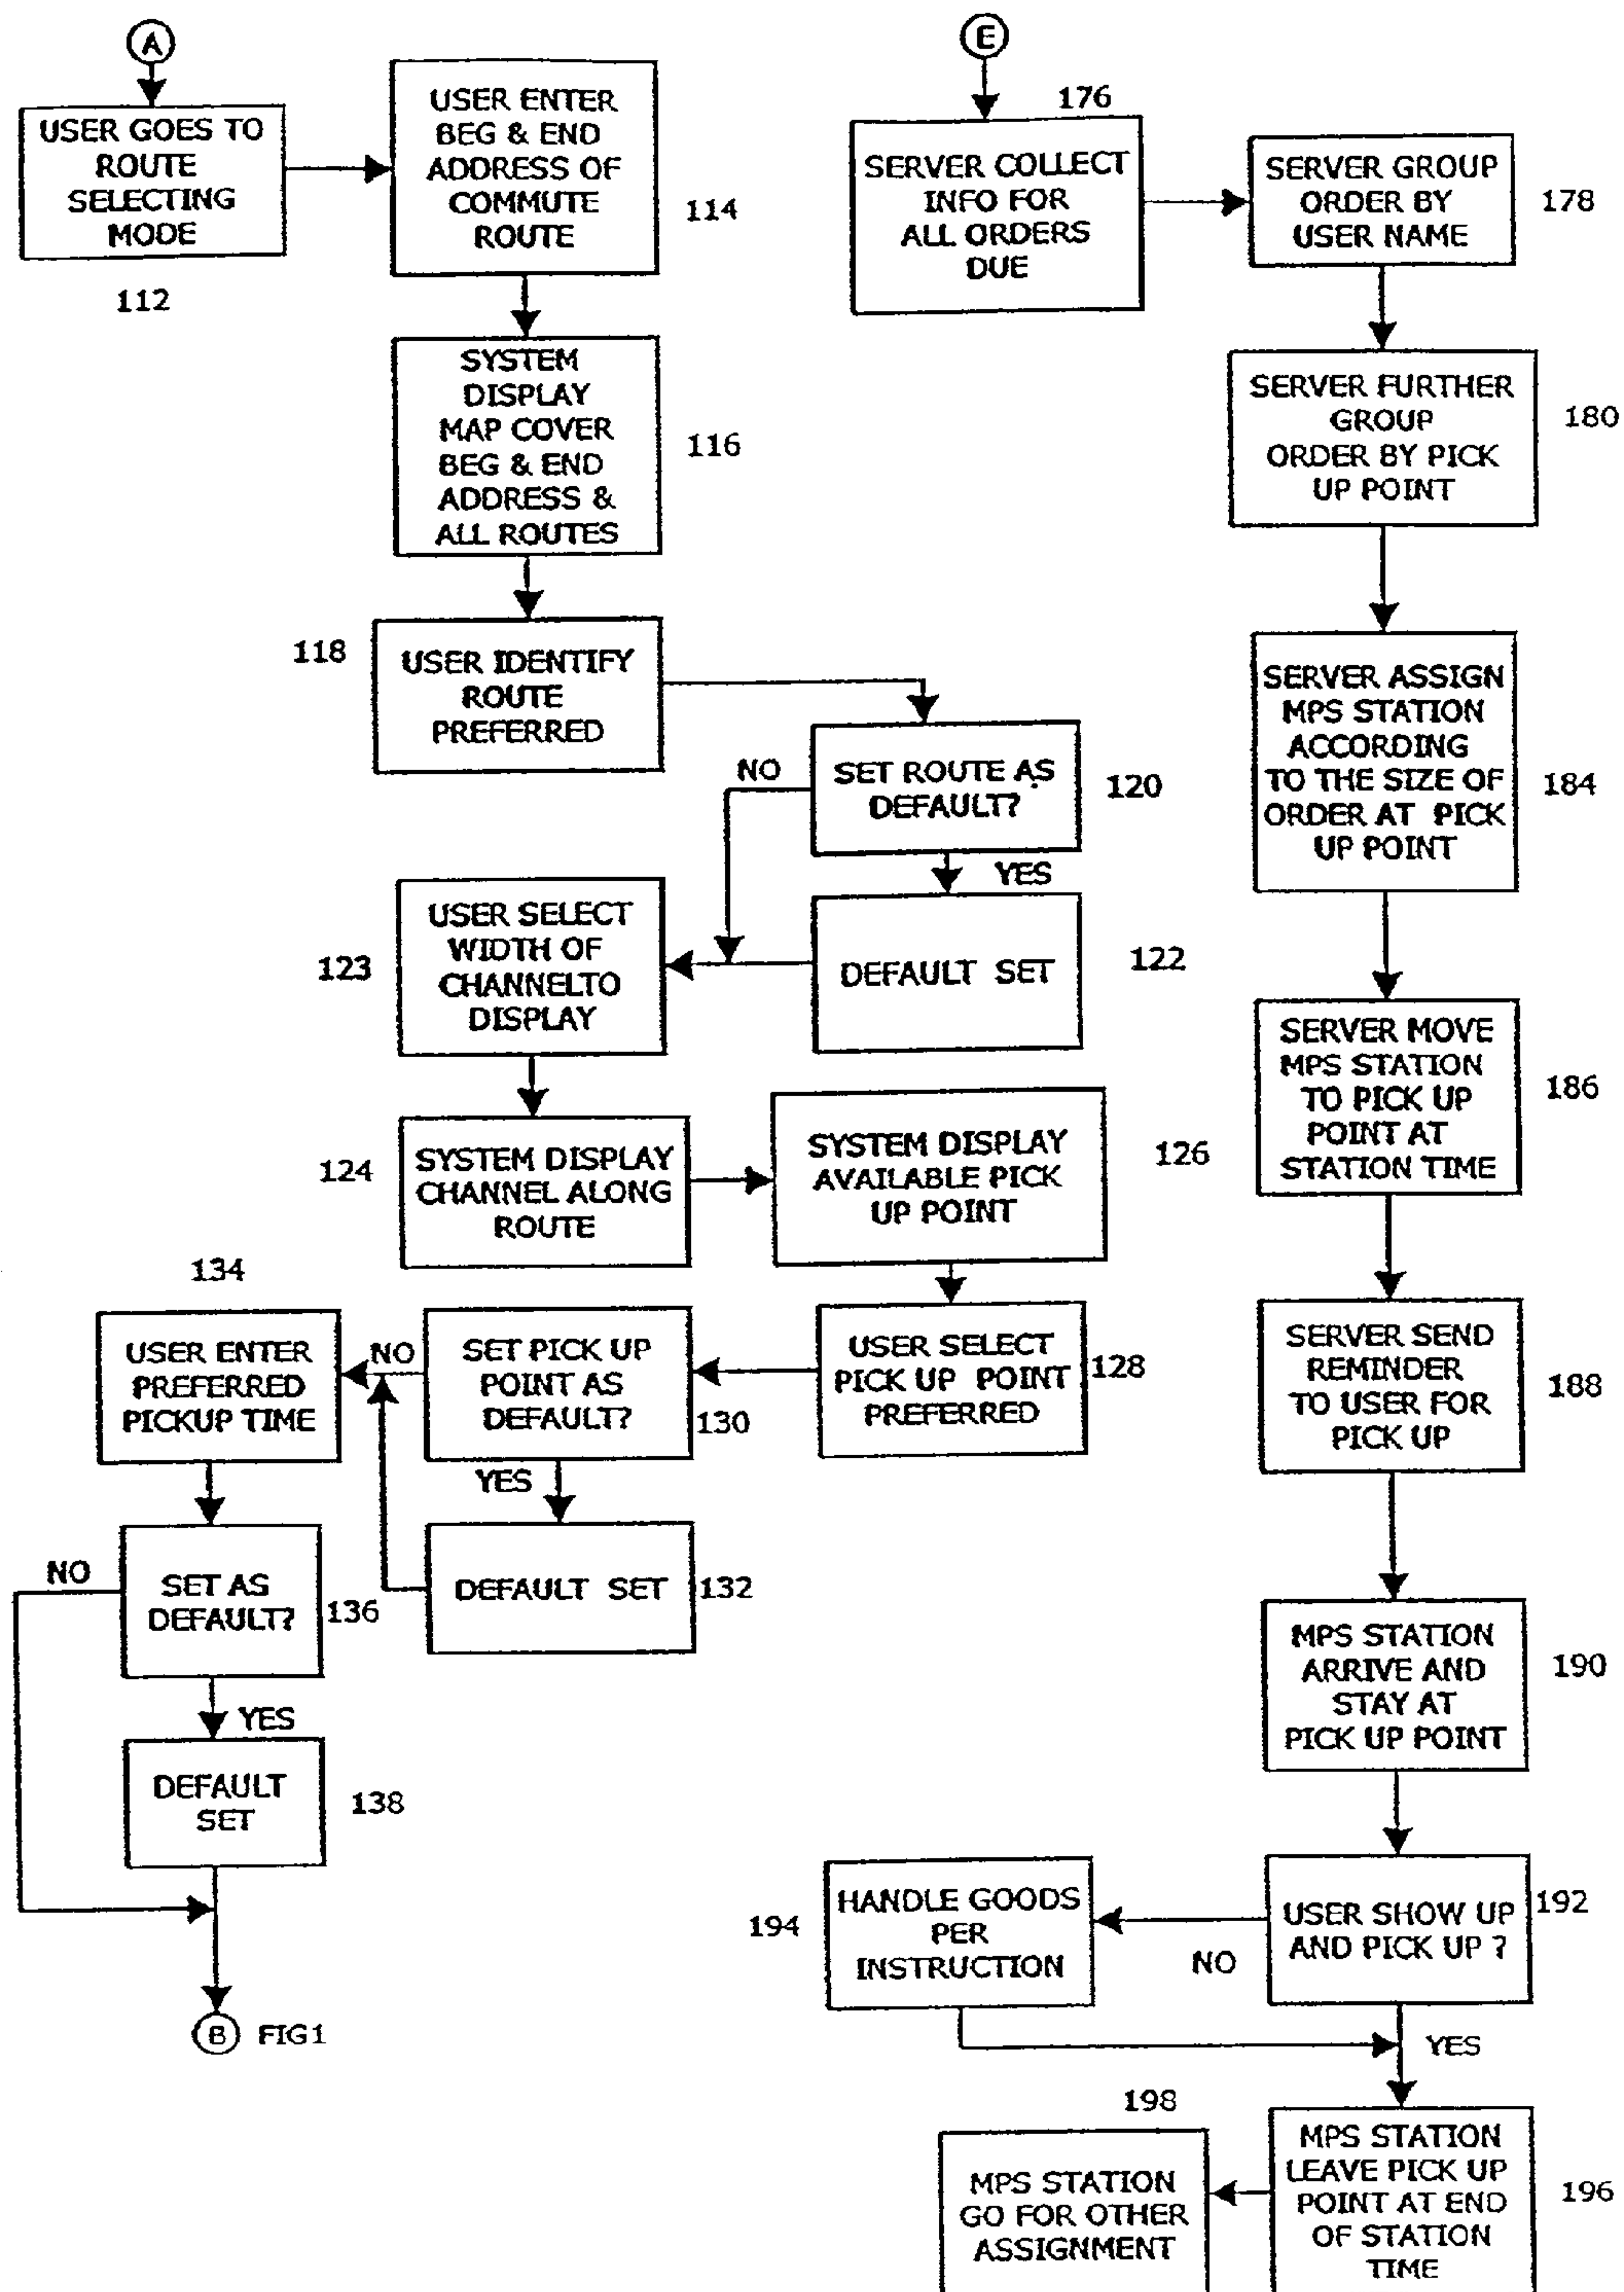 A
USER GOES TO
ROUTE
SELECTING
MODE
112
USER ENTER
BEG & END
ADDRESS OF
COMMUTE
ROUTE
114
SYSTEM
DISPLAY
MAP COVER
BEG & END
ADDRESS &
ALL ROUTES
116
118
USER IDENTIFY
ROUTE
PREFERRED
NO
SET ROUTE AS
DEFAULT?
120
YES
DEFAULT SET
122
123
USER SELECT
WIDTH OF
CHANNELTO
DISPLAY
124
SYSTEM DISPLAY
CHANNEL ALONG
ROUTE
SYSTEM DISPLAY
AVAILABLE PICK
UP POINT
126
USER SELECT
PICK UP POINT
PREFERRED
128
SET PICK UP
POINT AS
DEFAULT?
130
NO
YES
DEFAULT SET
132
134
USER ENTER
PREFERRED
PICKUP TIME
NO
SET AS
DEFAULT?
136
YES
DEFAULT
SET
138
B FIG1
E
176
SERVER COLLECT
INFO FOR
ALL ORDERS
DUE
SERVER GROUP
ORDER BY
USER NAME
178
SERVER FURTHER
GROUP
ORDER BY PICK
UP POINT
180
SERVER ASSIGN
MPS STATION
ACCORDING
TO THE SIZE OF
ORDER AT PICK
UP POINT
184
SERVER MOVE
MPS STATION
TO PICK UP
POINT AT
STATION TIME
186
SERVER SEND
REMINDER
TO USER FOR
PICK UP
188
MPS STATION
ARRIVE AND
STAY AT
PICK UP POINT
190
USER SHOW UP
AND PICK UP ?
192
NO
194
HANDLE GOODS
PER
INSTRUCTION
YES
MPS STATION
LEAVE PICK UP
POINT AT END
OF STATION
TIME
196
198
MPS STATION
GO FOR OTHER
ASSIGNMENT